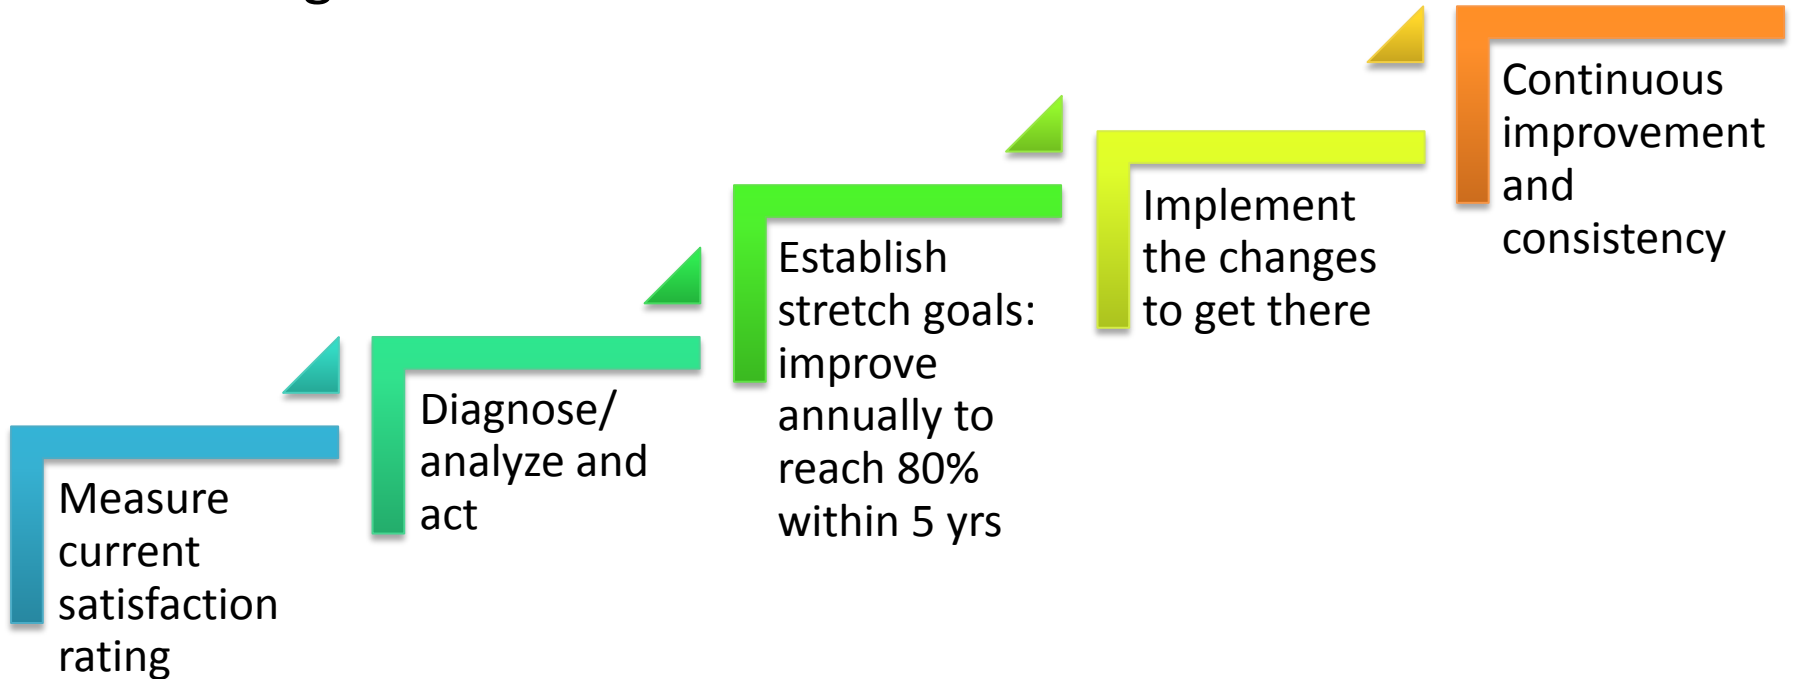 Measure
current
satisfaction
rating
Diagnose/
analyze and
act
Establish
stretch goals:
improve
annually to
reach 80%
within 5 yrs
Implement
the changes
to get there
Continuous
improvement
and
consistency